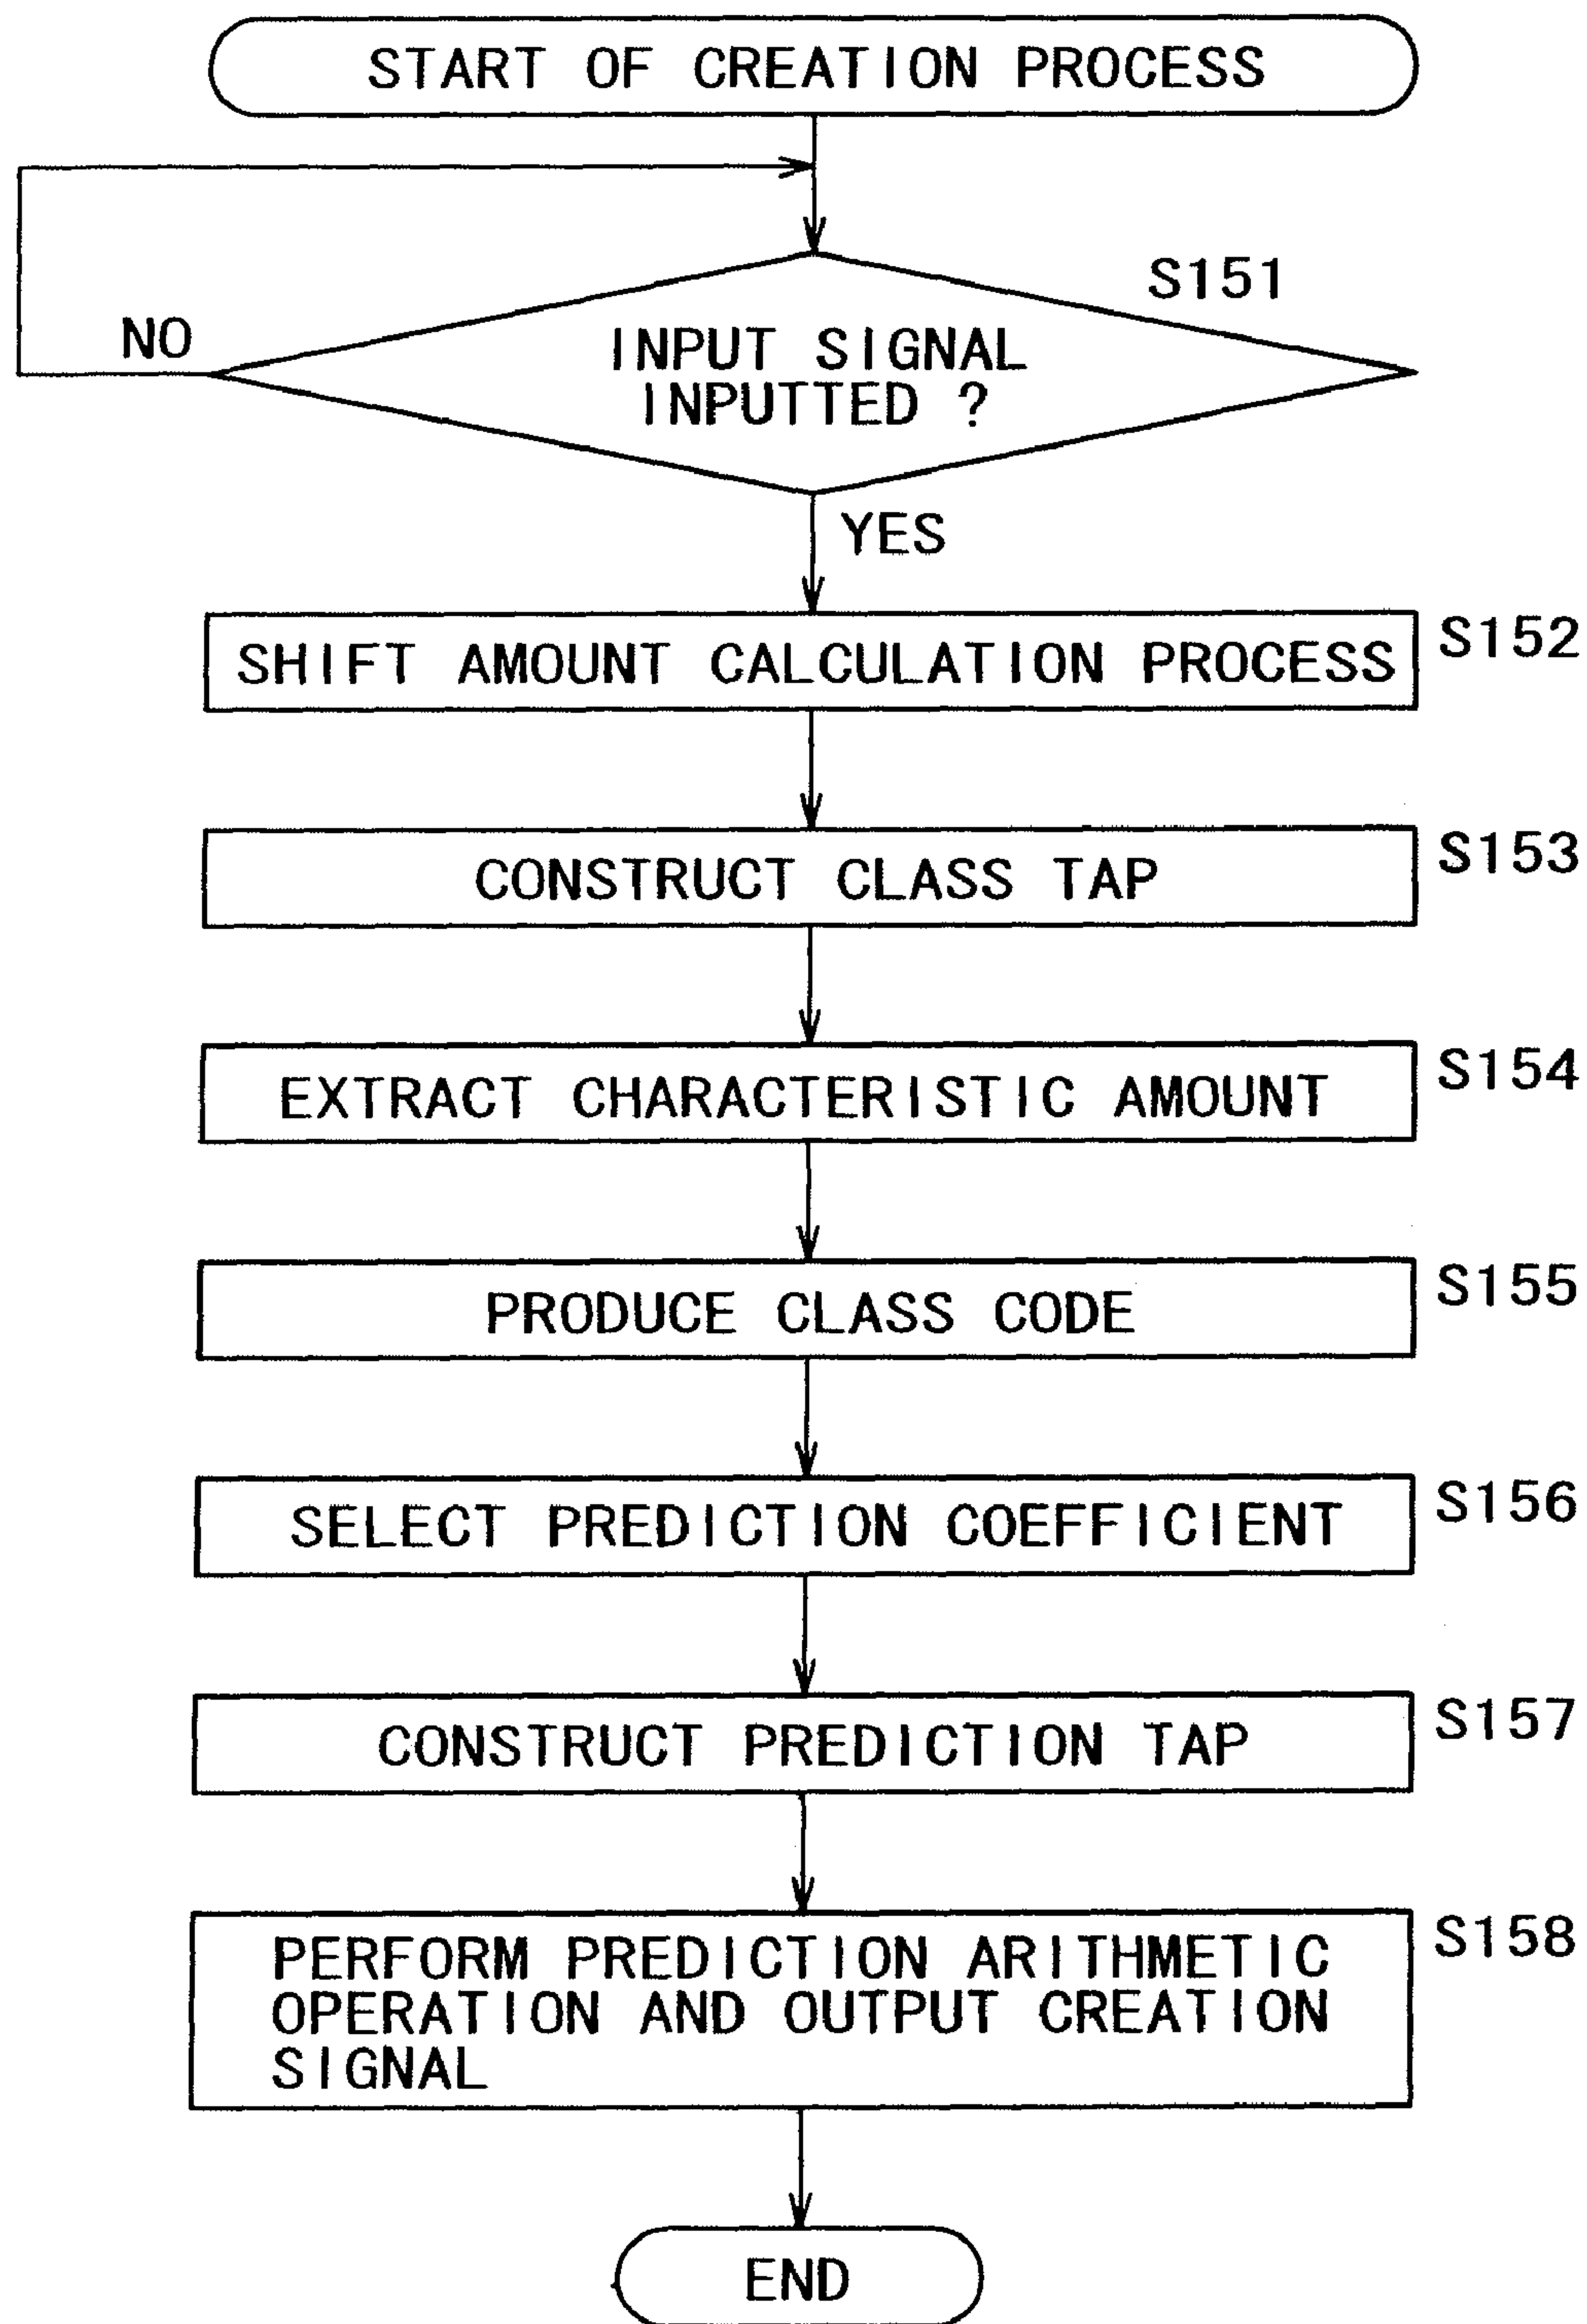 START OF CREATION PROCESS
S151
NO
INPUT SIGNAL
INPUTTED ?
YES
SHIFT AMOUNT CALCULATION PROCESS
S152
CONSTRUCT CLASS TAP
S153
EXTRACT CHARACTERISTIC AMOUNT
S154
PRODUCE CLASS CODE
S155
SELECT PREDICTION COEFFICIENT
S156
CONSTRUCT PREDICTION TAP
S157
PERFORM PREDICTION ARITHMETIC
OPERATION AND OUTPUT CREATION
SIGNAL
S158
END